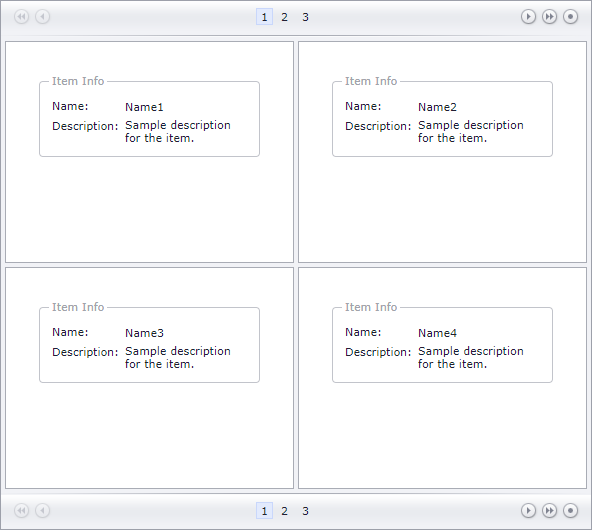 1 2 3
Item Info
Name: Name1
Description: Sample description
for the item.
Item Info
Name: Name2
Description: Sample description
for the item.
Item Info
Name: Name3
Description: Sample description
for the item.
Item Info
Name: Name4
Description: Sample description
for the item.
1 2 3